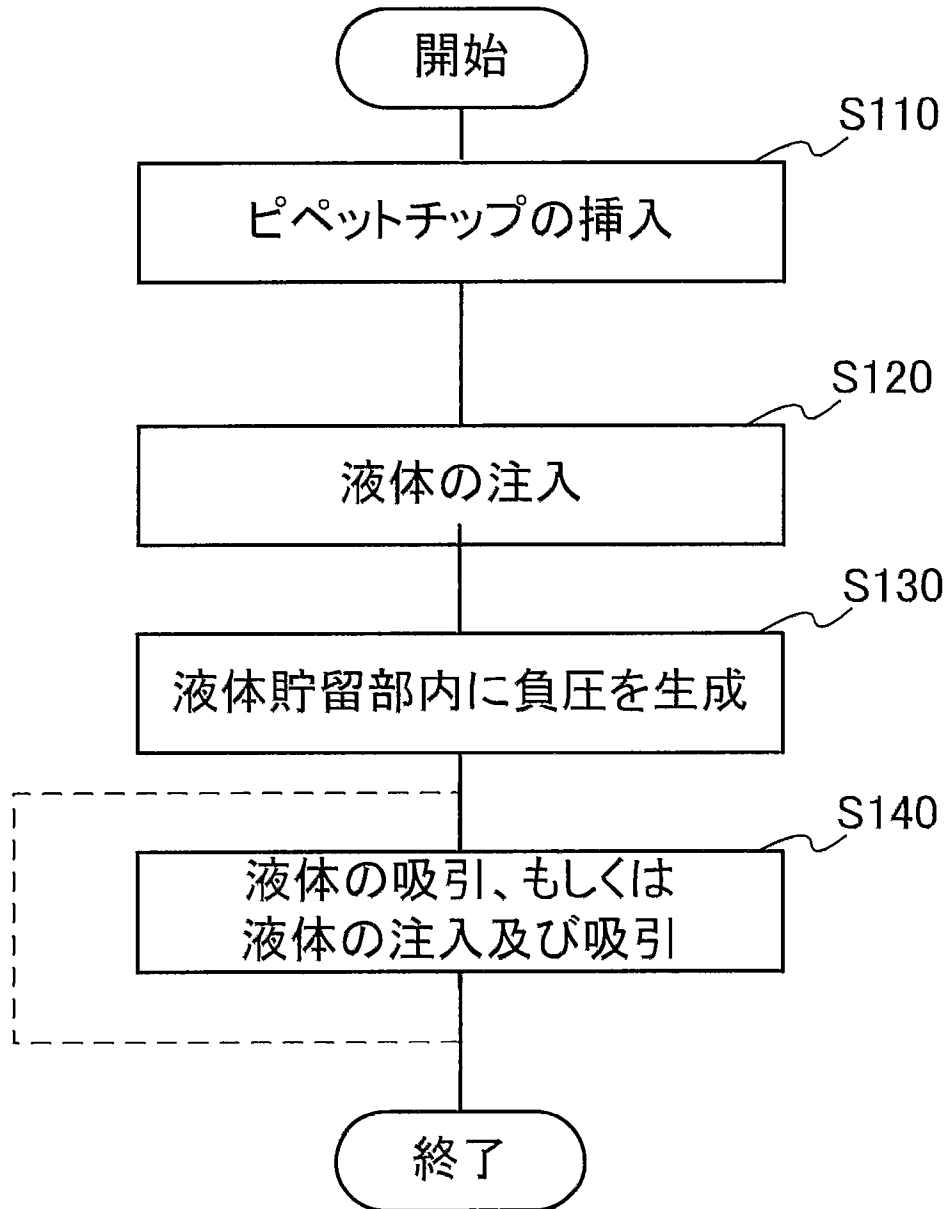 開始
S110
ピペットチップの挿入
S120
液体の注入
S130
液体貯留部内に負圧を生成
S140
液体の吸引、もしくは
液体の注入及び吸引
終了